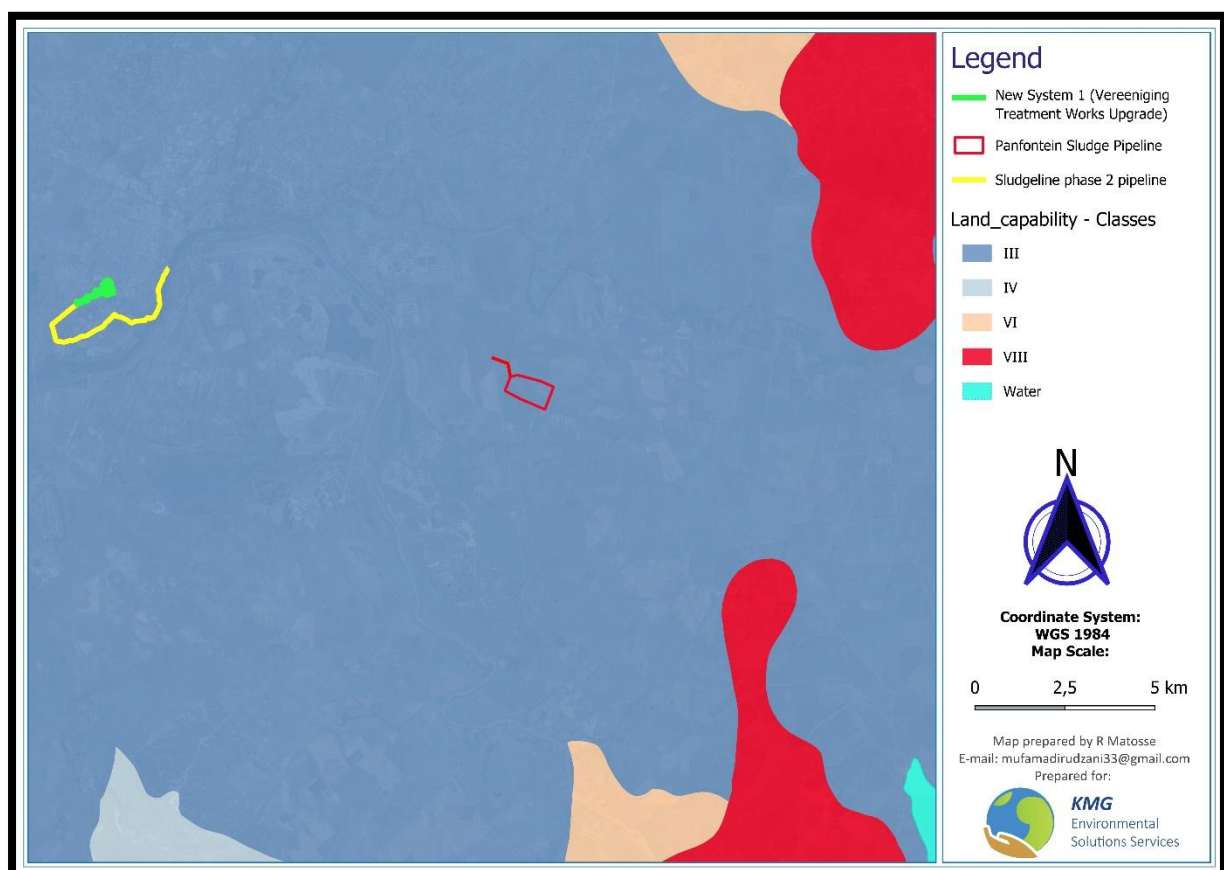 Legend
New System 1 (Vereeniging
Treatment Works Upgrade)
Panfontein Sludge Pipeline
Sludgeline phase 2 pipeline
Land_capability - Classes
III
IV
VI
VIII
Water
N
Coordinate System:
WGS 1984
Map Scale:
0 2,5 5 km
Map prepared by R Matosse
E-mail: mufamadirudzani33@gmail.com
Prepared for:
KMG
Environmental
Solutions Services